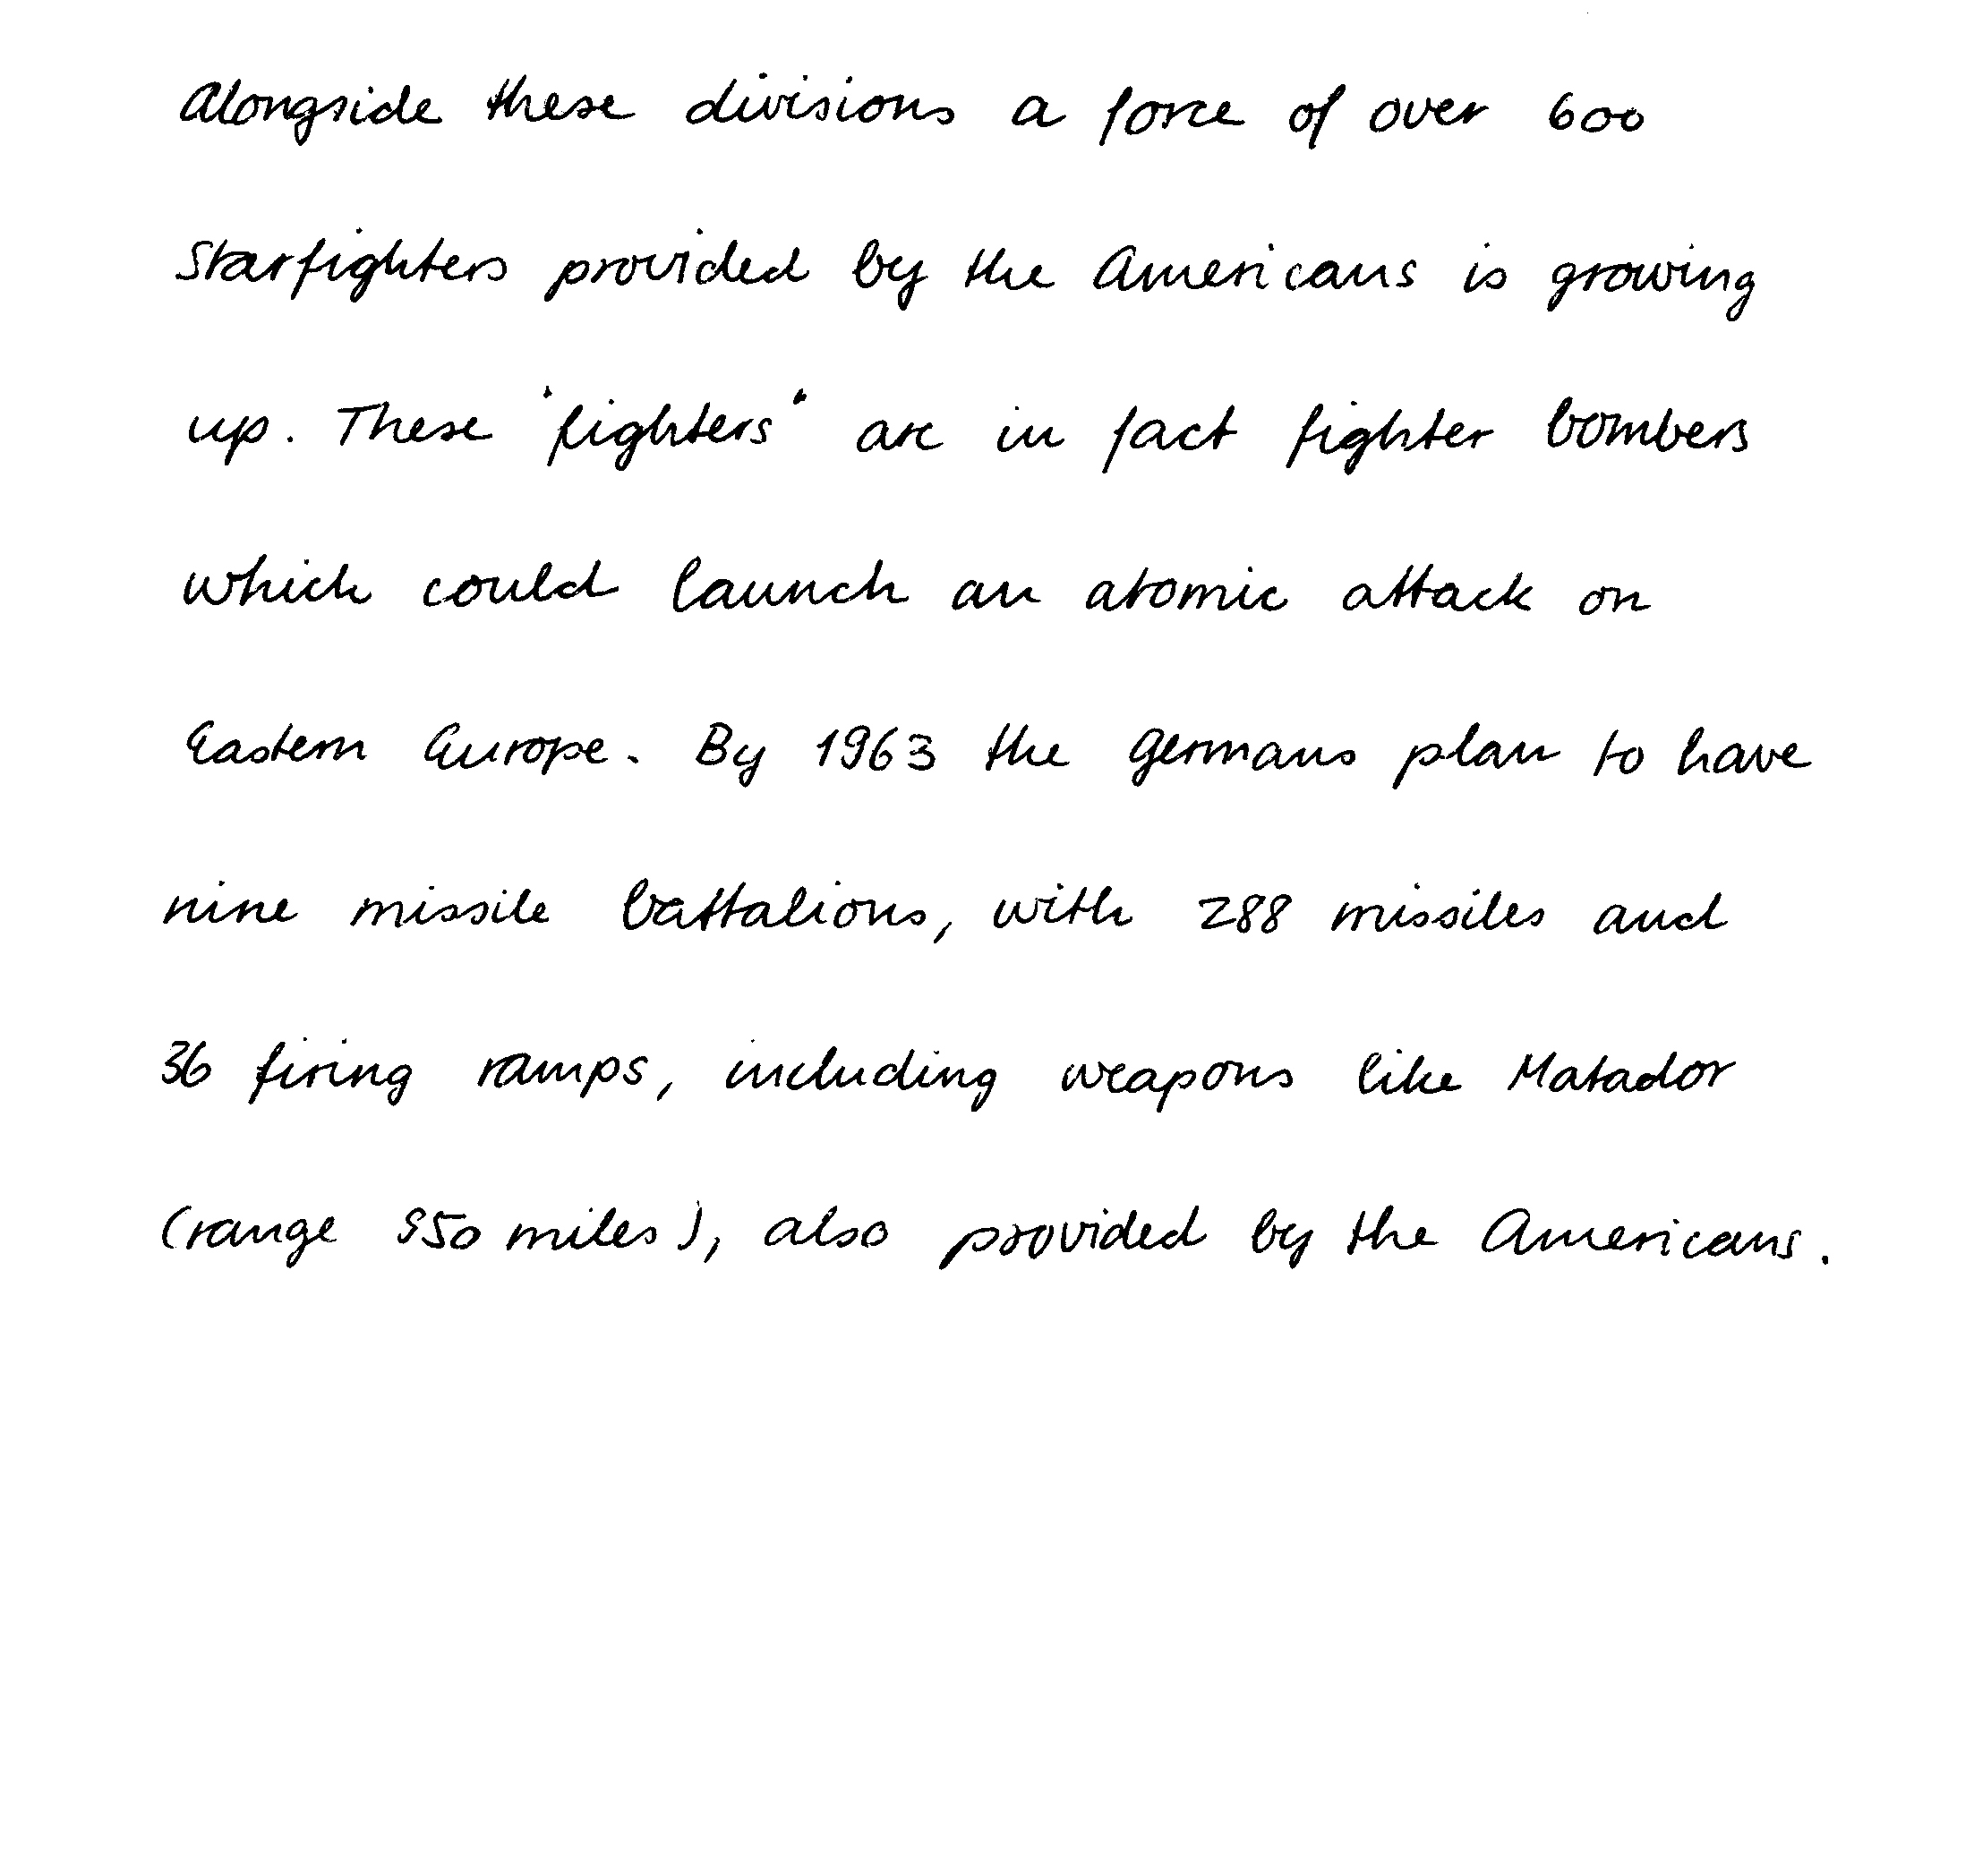 Alongside these divisions a force of over 600
Starfighters provided by the Americans is growing
up. These "fighters" are in fact fighter bombers
which could launch an atomic attack on
Eastern Europe. By 1963 the Germans plan to have
nine missile battalions, with 288 missiles and
36 firing ramps, including weapons like Matador
(range 950 miles), also provided by the Americans.